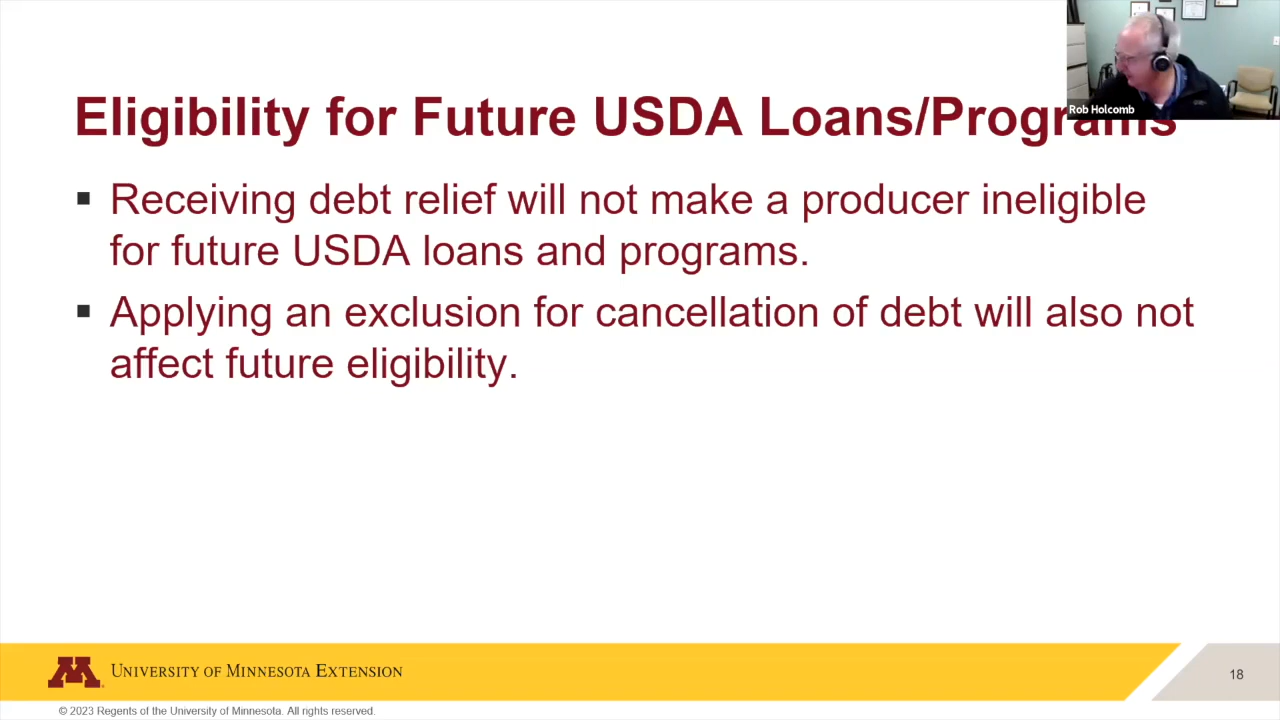 Eligibility for Future USDA Loans/Programs
Rob Holcomb
▪ Receiving debt relief will not make a producer ineligible
for future USDA loans and programs.
▪ Applying an exclusion for cancellation of debt will also not
affect future eligibility.
M
UNIVERSITY OF MINNESOTA EXTENSION
18
© 2023 Regents of the University of Minnesota. All rights reserved.